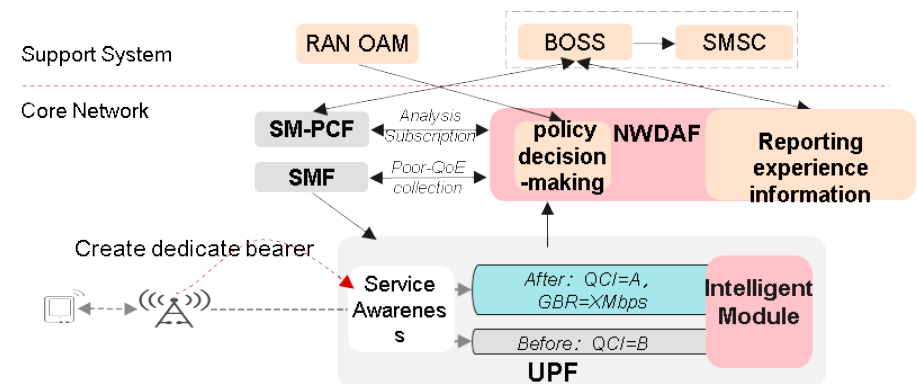 Support System
RAN OAM
BOSS
SMSC
Core Network
SM-PCF
Analysis
Subscription
policy
decision
-making
NWDAF
Reporting
experience
information
SMF
Poor-QoE
collection
Create dedicate bearer
Service
Awarenes
s
After: QCI=A,
GBR=XMbps
Before: QCI=B
Intelligent
Module
UPF